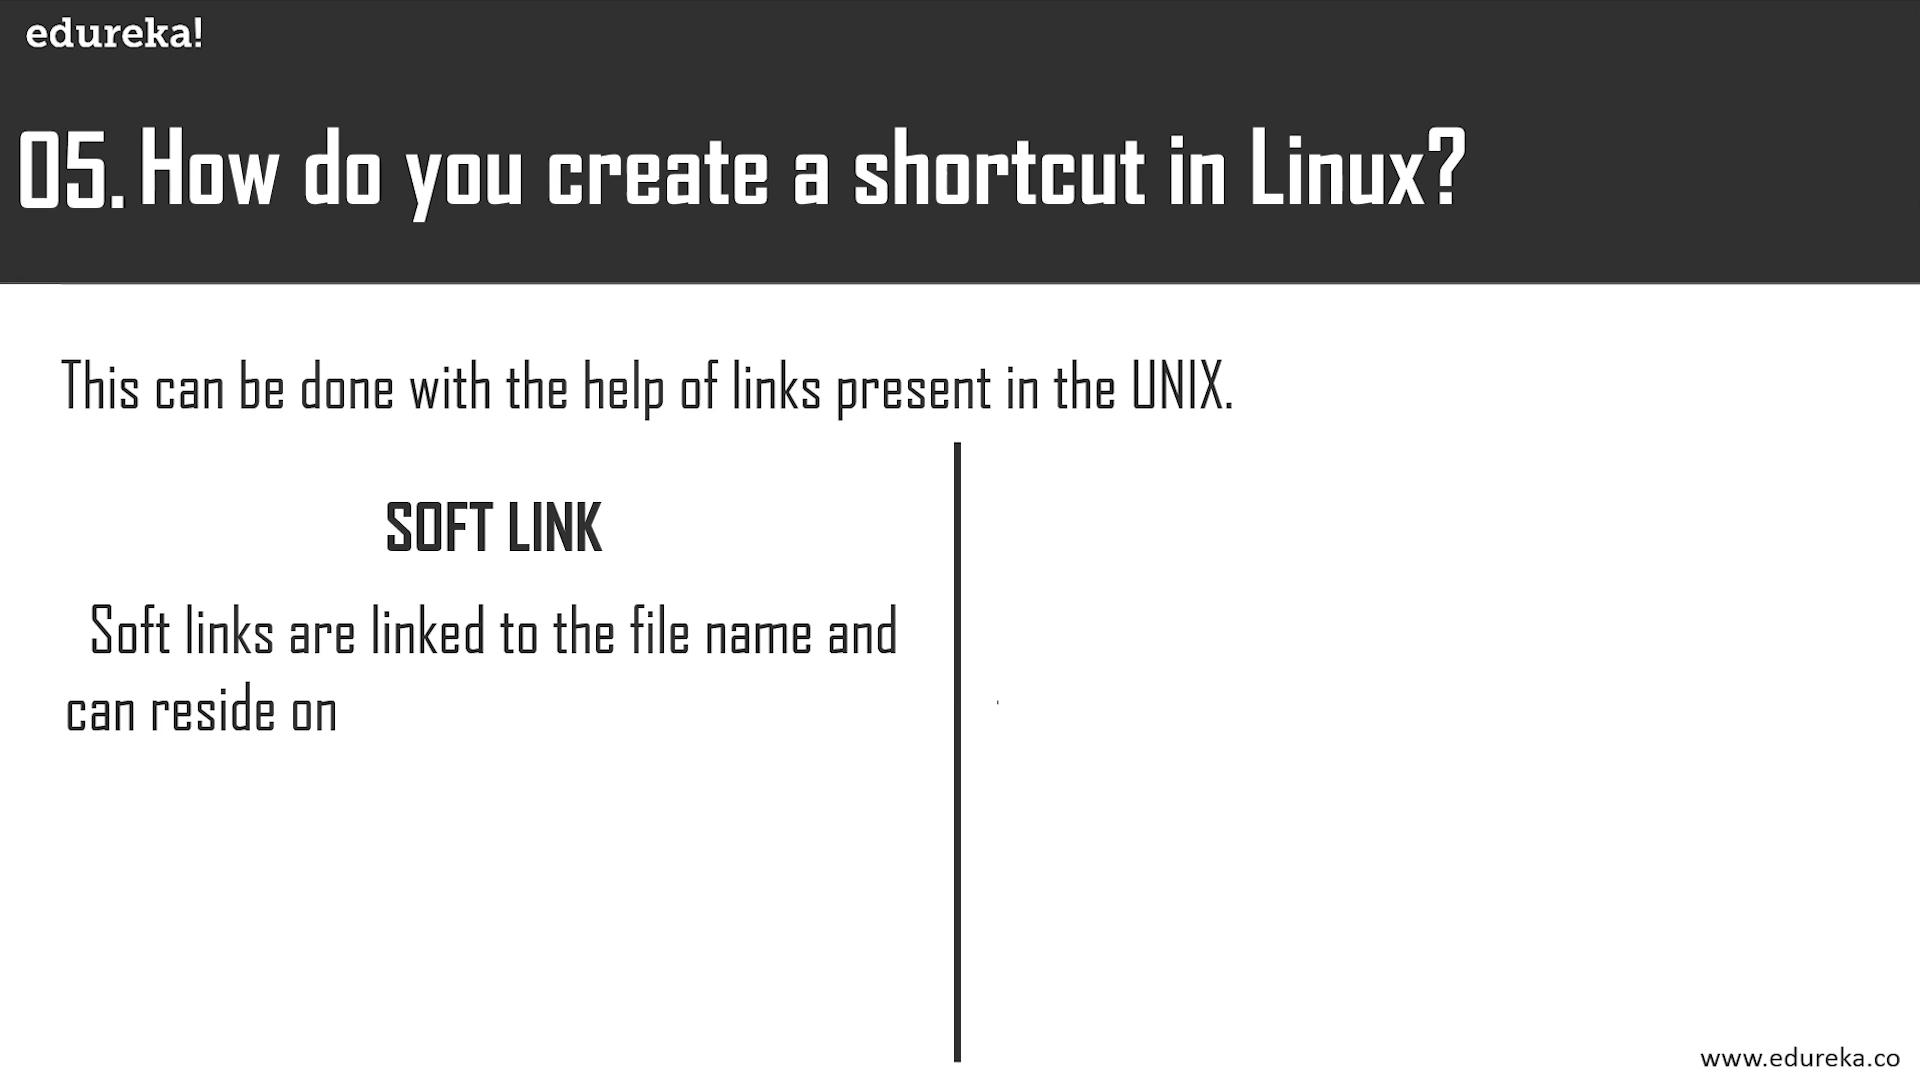 edureka!
05. How do you create a shortcut in Linux?
This can be done with the help of links present in the UNIX.
SOFT LINK
Soft links are linked to the file name and
can reside on
www.edureka.co